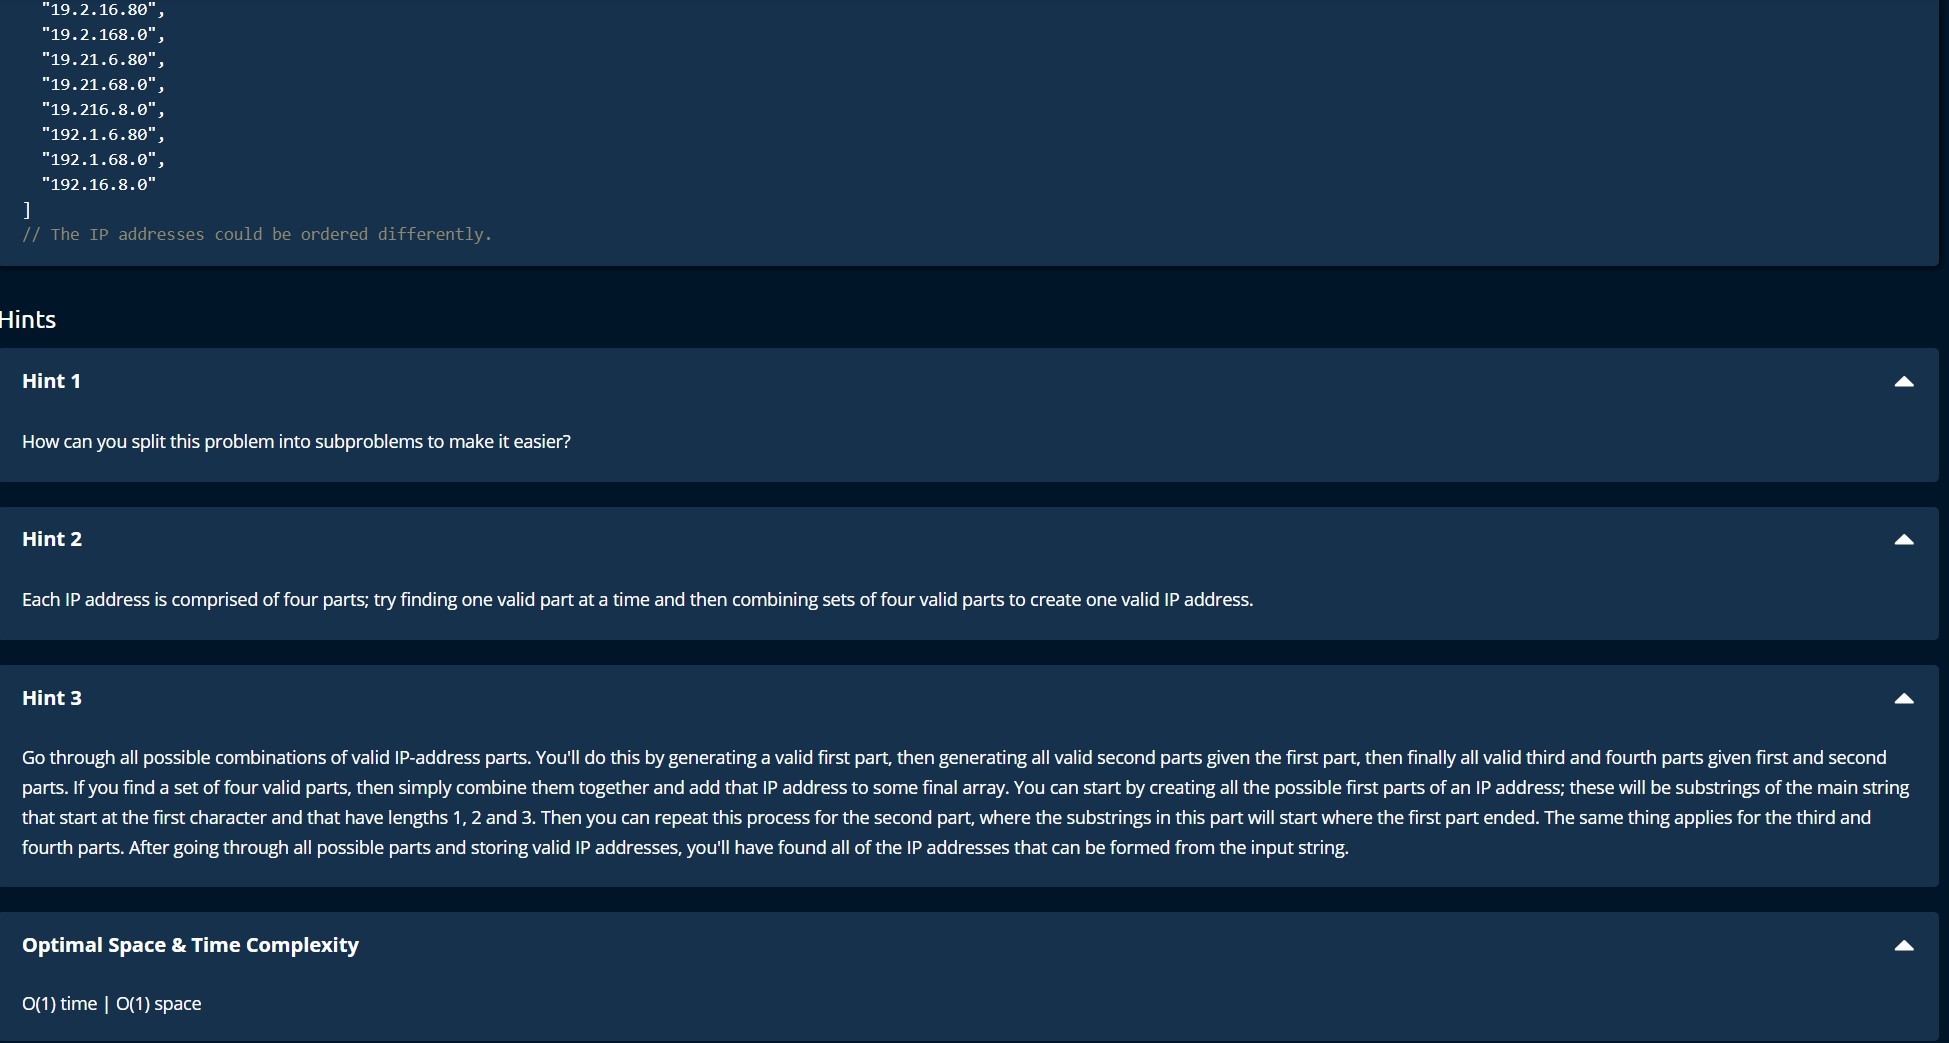 "19.2.16.80",
"19.2.168.0",
"19.21.6.80",
"19.21.68.0",
"19.216.8.0",
"192.1.6.80",
"192.1.68.0",
"192.16.8.0"
]
// The IP addresses could be ordered differently.
Hints
Hint 1
How can you split this problem into subproblems to make it easier?
Hint 2
Each IP address is comprised of four parts; try finding one valid part at a time and then combining sets of four valid parts to create one valid IP address.
Hint 3
Go through all possible combinations of valid IP-address parts. You'll do this by generating a valid first part, then generating all valid second parts given the first part, then finally all valid third and fourth parts given first and second
parts. If you find a set of four valid parts, then simply combine them together and add that IP address to some final array. You can start by creating all the possible first parts of an IP address; these will be substrings of the main string
that start at the first character and that have lengths 1, 2 and 3. Then you can repeat this process for the second part, where the substrings in this part will start where the first part ended. The same thing applies for the third and
fourth parts. After going through all possible parts and storing valid IP addresses, you'll have found all of the IP addresses that can be formed from the input string.
Optimal Space & Time Complexity
O(1) time | O(1) space